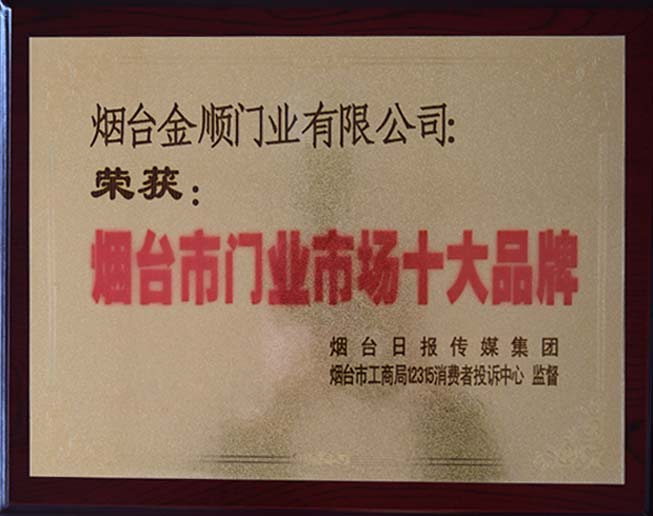 烟台金顺门业有限公司:
荣获：
烟台市门业市场十大品牌
烟台日报传媒集团
烟台市工商局12315消费者投诉中心 监督